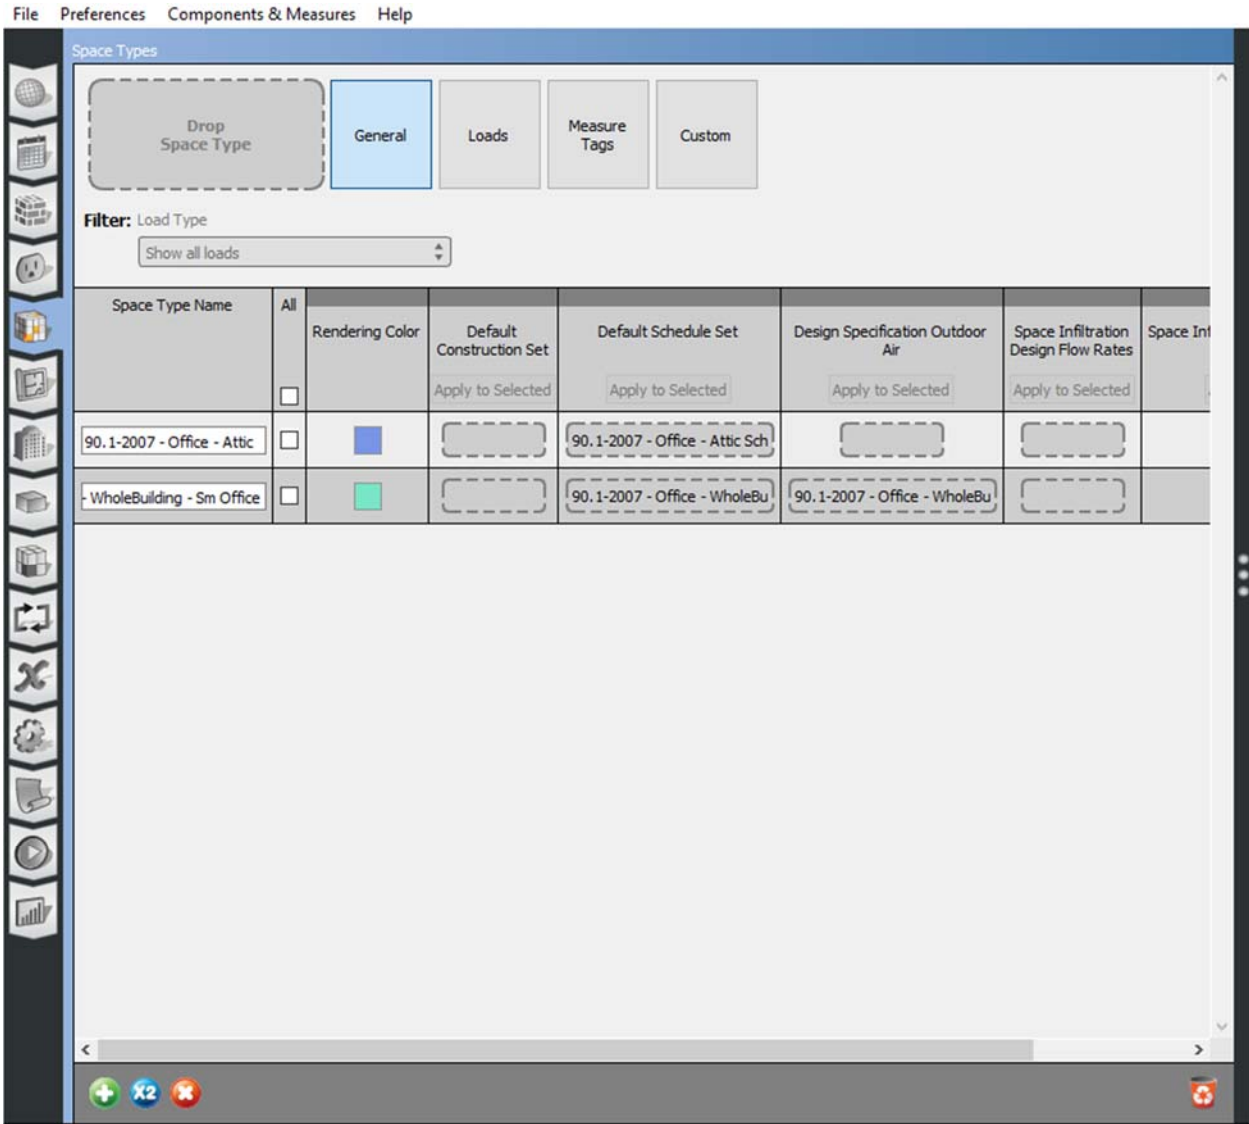 File Preferences Components & Measures Help
Space Types
Drop
Space Type
General
Loads
Measure
Tags
Custom
Filter: Load Type
Show all loads
Space Type Name
All
Rendering Color
Default
Construction Set
Apply to Selected
Default Schedule Set
Apply to Selected
Design Specification Outdoor
Air
Apply to Selected
Space Infiltration
Design Flow Rates
Apply to Selected
Space Inf
90.1-2007 - Office - Attic
90.1-2007 - Office - Attic Sch
- WholeBuilding - Sm Office
90.1-2007 - Office - WholeBu
90.1-2007 - Office - WholeBu
X2